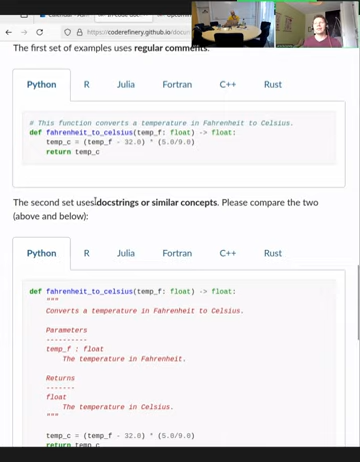 https://coderefinery.github.io/docu
The first set of examples uses regular comments.
Python R Julia Fortran C++ Rust
# This function converts a temperature in Fahrenheit to Celsius.
def fahrenheit_to_celsius(temp_f: float) -> float:
temp_c = (temp_f - 32.0) * (5.0/9.0)
return temp_c
The second set uses docstrings or similar concepts. Please compare the two
(above and below):
Python R Julia Fortran C++ Rust
def fahrenheit_to_celsius(temp_f: float) -> float:
"""
Converts a temperature in Fahrenheit to Celsius.
Parameters
----------
temp_f : float
The temperature in Fahrenheit.
Returns
-------
float
The temperature in Celsius.
"""
temp_c = (temp_f - 32.0) * (5.0/9.0)
return temp_c